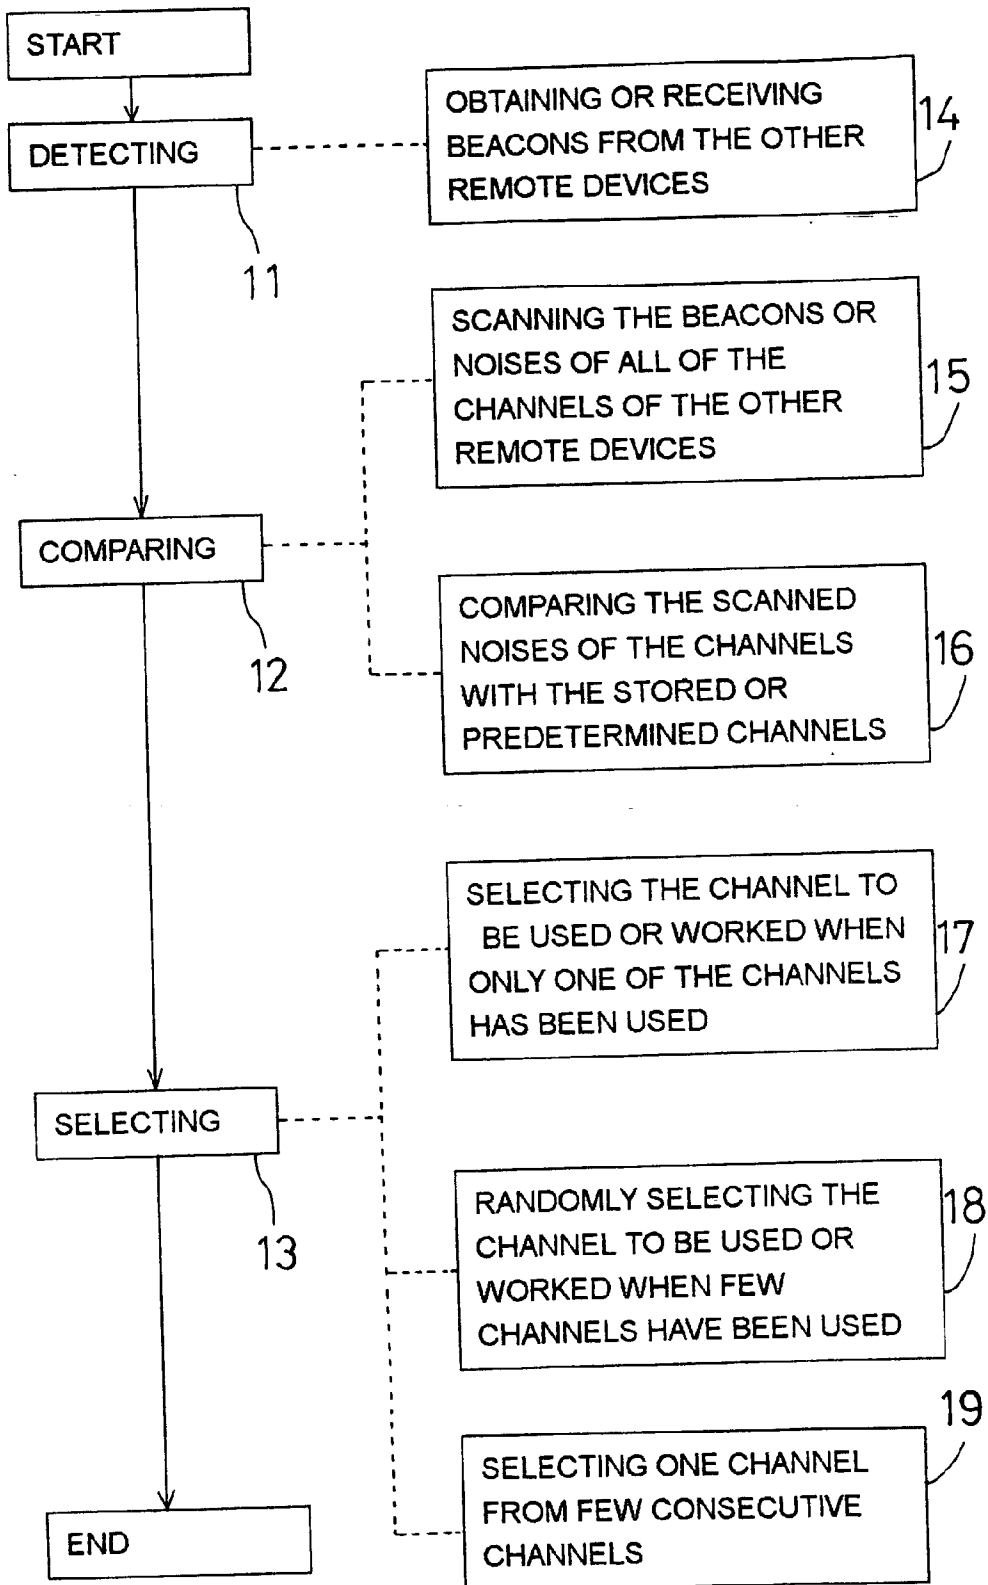 START
DETECTING
11
OBTAINING OR RECEIVING
BEACONS FROM THE OTHER
REMOTE DEVICES
14
SCANNING THE BEACONS OR
NOISES OF ALL OF THE
CHANNELS OF THE OTHER
REMOTE DEVICES
15
COMPARING
12
COMPARING THE SCANNED
NOISES OF THE CHANNELS
WITH THE STORED OR
PREDETERMINED CHANNELS
16
SELECTING THE CHANNEL TO
BE USED OR WORKED WHEN
ONLY ONE OF THE CHANNELS
HAS BEEN USED
17
SELECTING
13
RANDOMLY SELECTING THE
CHANNEL TO BE USED OR
WORKED WHEN FEW
CHANNELS HAVE BEEN USED
18
SELECTING ONE CHANNEL
FROM FEW CONSECUTIVE
CHANNELS
19
END